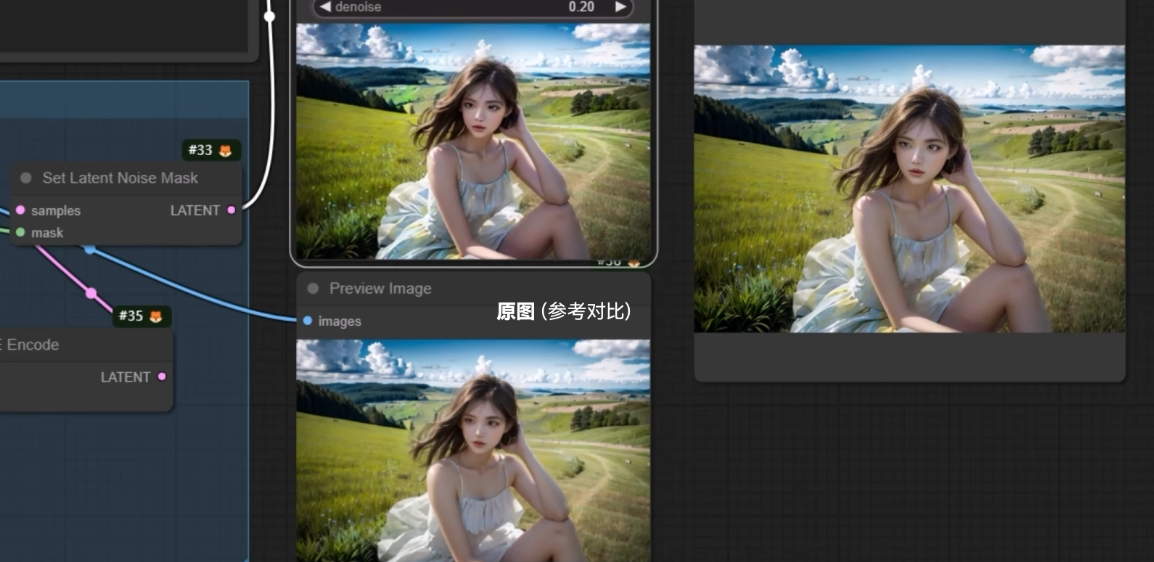 denoise 0.20
#33
Set Latent Noise Mask
samples LATENT
mask
Preview Image
原图 (参考对比)
images
#35
Encode
LATENT